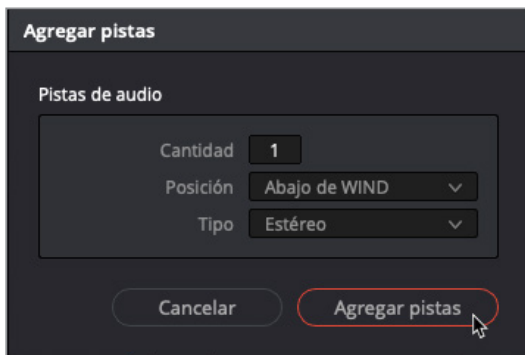 Agregar pistas
Pistas de audio
Cantidad 1
Posición Abajo de WIND
Tipo Estéreo
Cancelar Agregar pistas